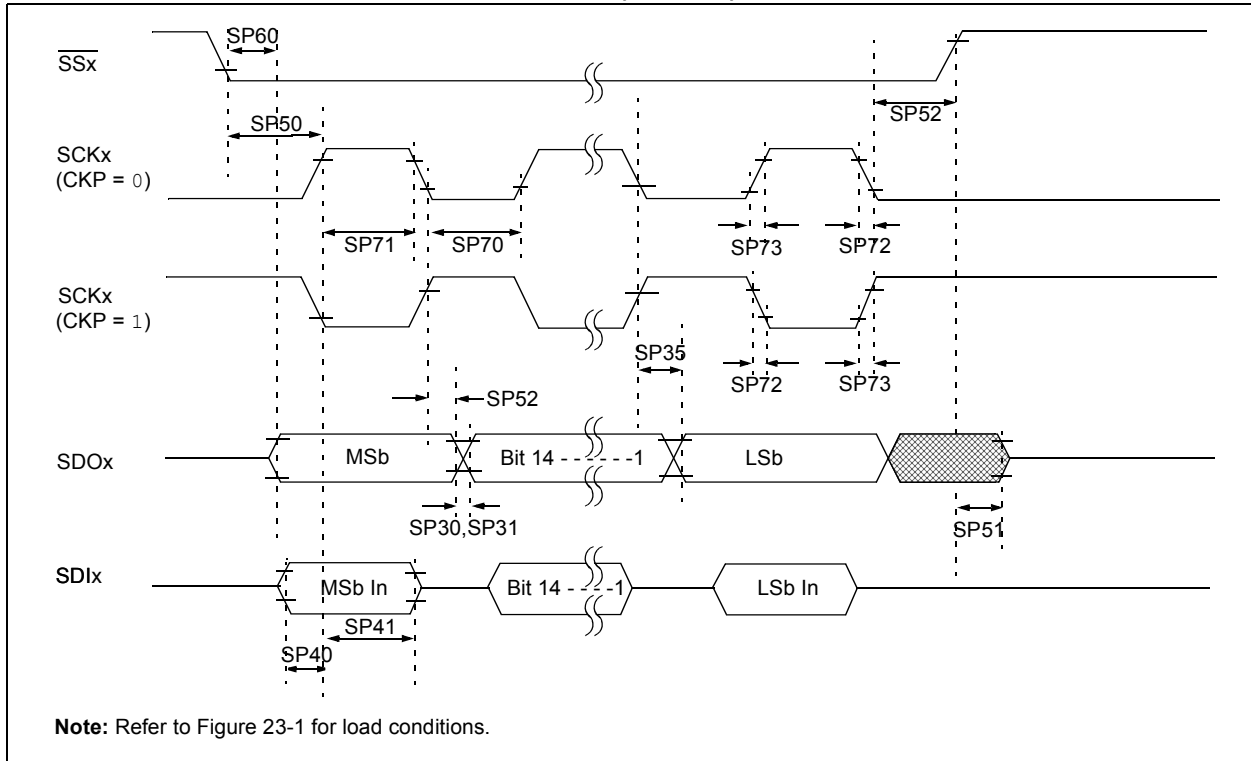 SP60
SSx
SP52
SP50
SCKx
(CKP = 0)
SP71
SP70
SP73
SP72
SCKx
(CKP = 1)
SP35
SP72
SP73
SP52
SDOx
MSb
Bit 14 - - - - - -1
LSb
SP30,SP31
SP51
SDIx
MSb In
Bit 14 - - - -1
LSb In
SP41
SP40
Note: Refer to Figure 23-1 for load conditions.